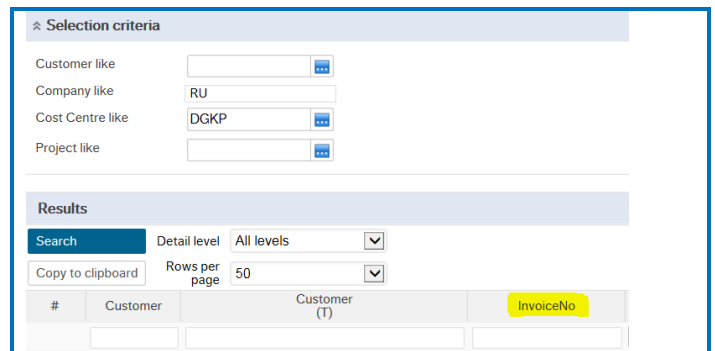 Selection criteria
Customer like
Company like RU
Cost Centre like DGKP
Project like
Results
Search Detail level All levels
Copy to clipboard Rows per page 50
# Customer Customer (T) InvoiceNo